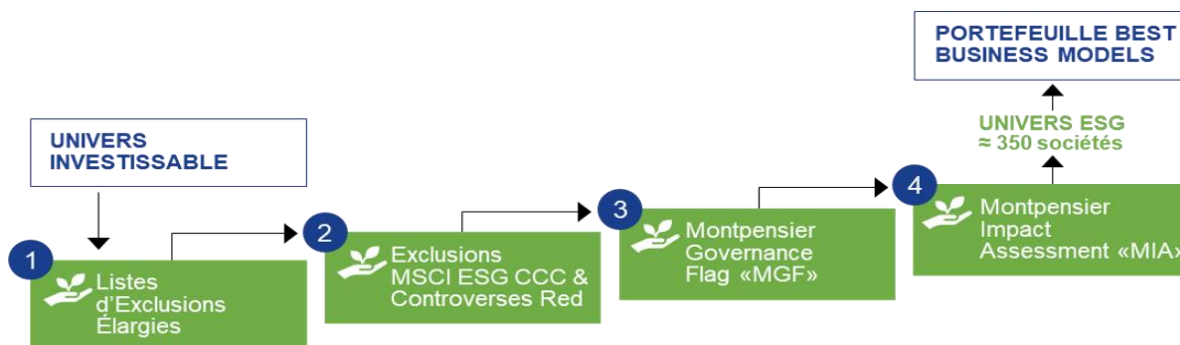 UNIVERS
INVESTISSABLE
1
Listes
d'Exclusions
Élargies
2
Exclusions
MSCI ESG CCC &
Controverses Red
3
Montpensier
Governance
Flag «MGF»
4
Montpensier
Impact
Assessment «MIA»
UNIVERS ESG
≈ 350 sociétés
PORTEFEUILLE BEST
BUSINESS MODELS